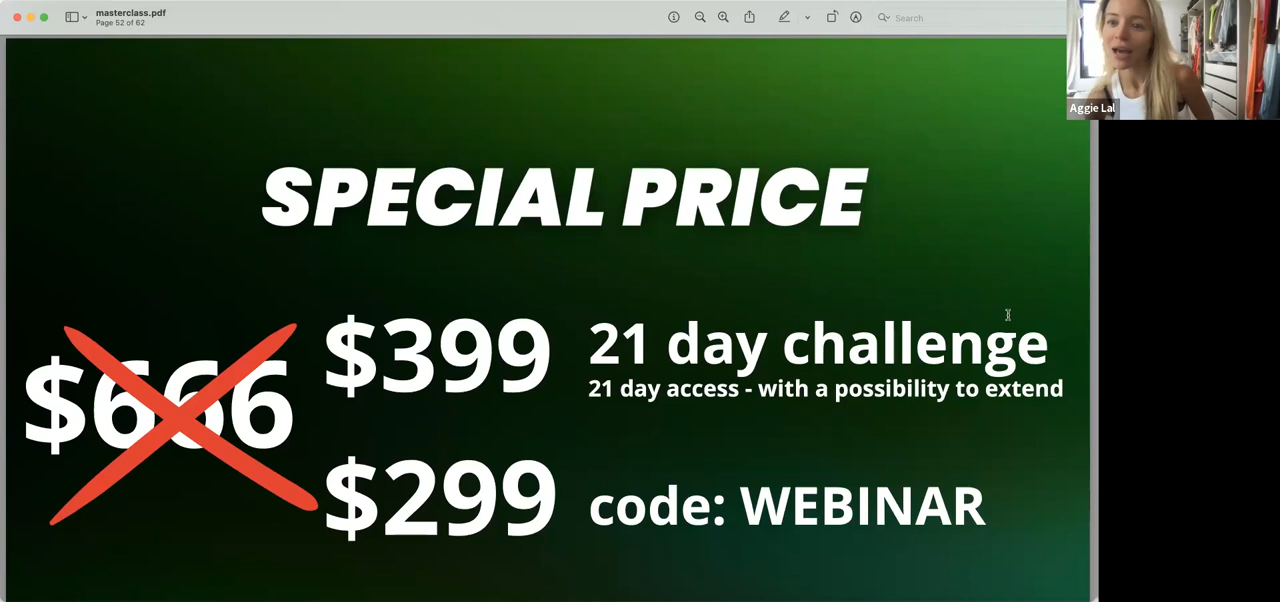 masterclass.pdf
Page 52 of 62
Search
Aggie Lal
SPECIAL PRICE
$666
$399
21 day challenge
21 day access - with a possibility to extend
$299
code: WEBINAR